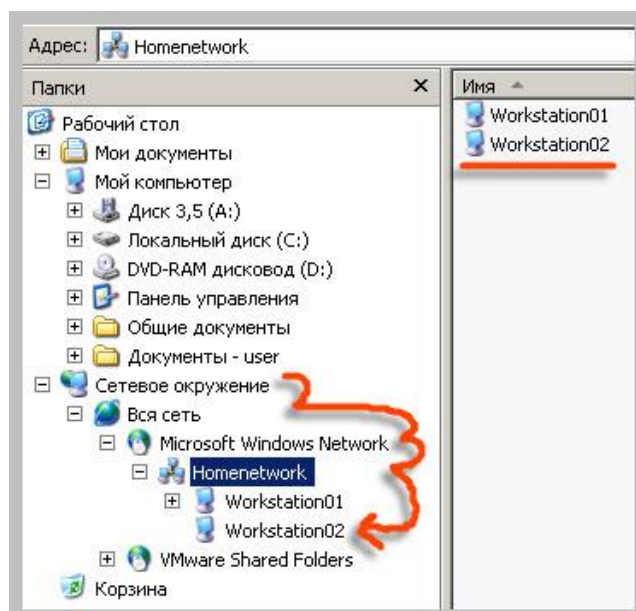 Адрес: Homenetwork
Папки
Имя
Рабочий стол
Мои документы
Мой компьютер
Диск 3,5 (A:)
Локальный диск (C:)
DVD-RAM дисковод (D:)
Панель управления
Общие документы
Документы - user
Сетевое окружение
Вся сеть
Microsoft Windows Network
Homenetwork
Workstation01
Workstation02
VMware Shared Folders
Корзина
Workstation01
Workstation02